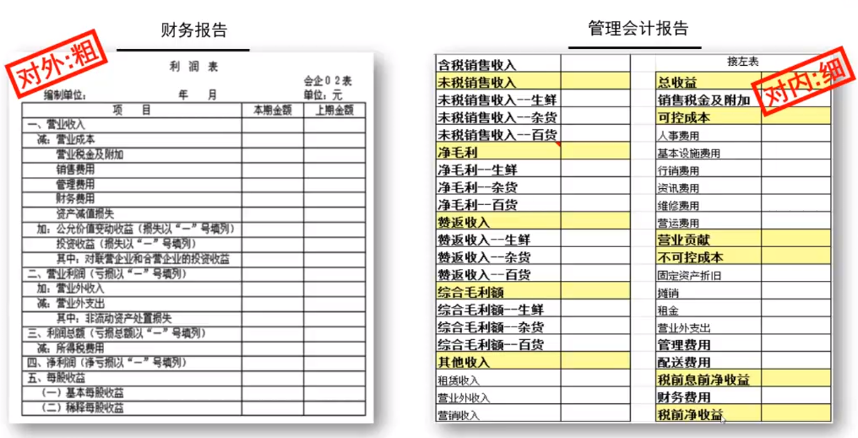 财务报告
对外:粗
利 润 表
会企02表
编制单位: 年 月 单位:元
项 目 本期金额 上期金额
一、营业收入
减:营业成本
营业税金及附加
销售费用
管理费用
财务费用
资产减值损失
加:公允价值变动收益(损失以“-”号填列)
投资收益(损失以“-”号填列)
其中:对联营企业和合营企业的投资收益
二、营业利润(亏损以“-”号填列)
加:营业外收入
减:营业外支出
其中:非流动资产处置损失
三、利润总额(亏损总额以“-”号填列)
减:所得税费用
四、净利润(净亏损以“-”号填列)
五、每股收益
(一)基本每股收益
(二)稀释每股收益
管理会计报告
对内:细
含税销售收入
未税销售收入
未税销售收入--生鲜
未税销售收入--杂货
未税销售收入--百货
净毛利
净毛利--生鲜
净毛利--杂货
净毛利--百货
赞返收入
赞返收入--生鲜
赞返收入--杂货
赞返收入--百货
综合毛利额
综合毛利额--生鲜
综合毛利额--杂货
综合毛利额--百货
其他收入
租赁收入
营业外收入
营销收入
接左表
总收益
销售税金及附加
可控成本
人事费用
基本设施费用
行销费用
资讯费用
维修费用
营运费用
营业贡献
不可控成本
固定资产折旧
摊销
租金
营业外支出
管理费用
配送费用
税前息前净收益
财务费用
税前净收益